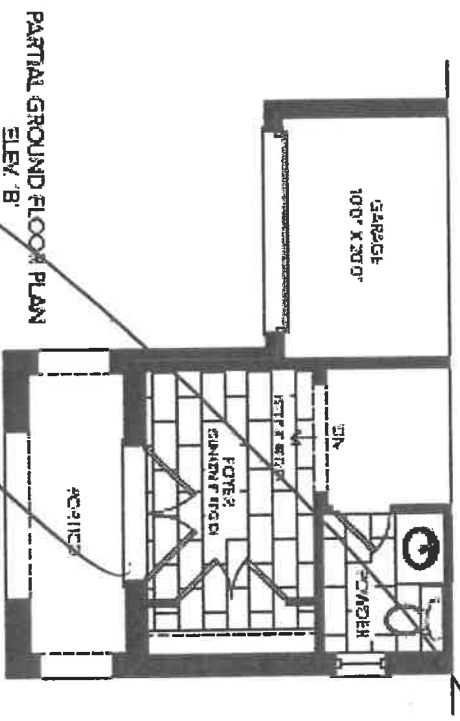 PARTIAL GROUND FLOOR PLAN
ELEV. 'B'
GARAGE
10'0" X 20'0"
FOYER
DN
PORTICO
POWDER